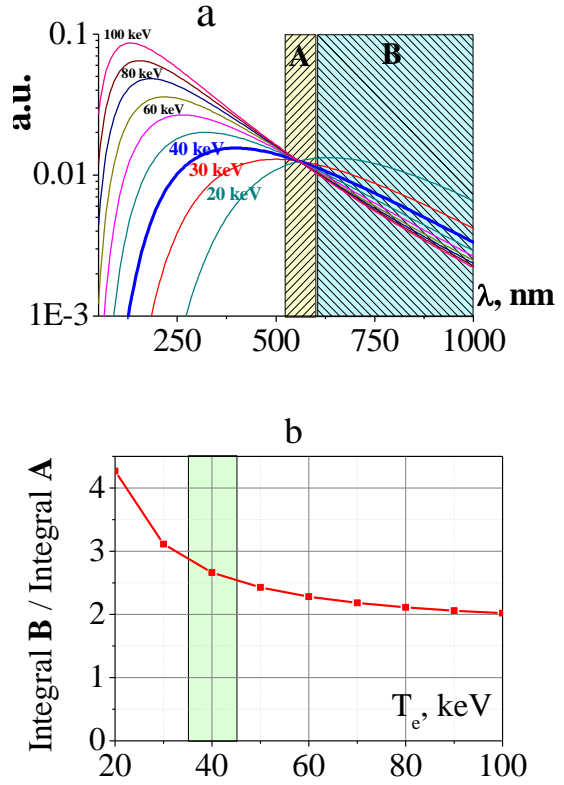 a
0.1
0.01
1E-3
a.u.
100 keV
80 keV
60 keV
40 keV
30 keV
20 keV
A
B
250
500
750
1000
λ, nm
b
4
3
2
1
0
Integral B / Integral A
T_e, keV
20
40
60
80
100